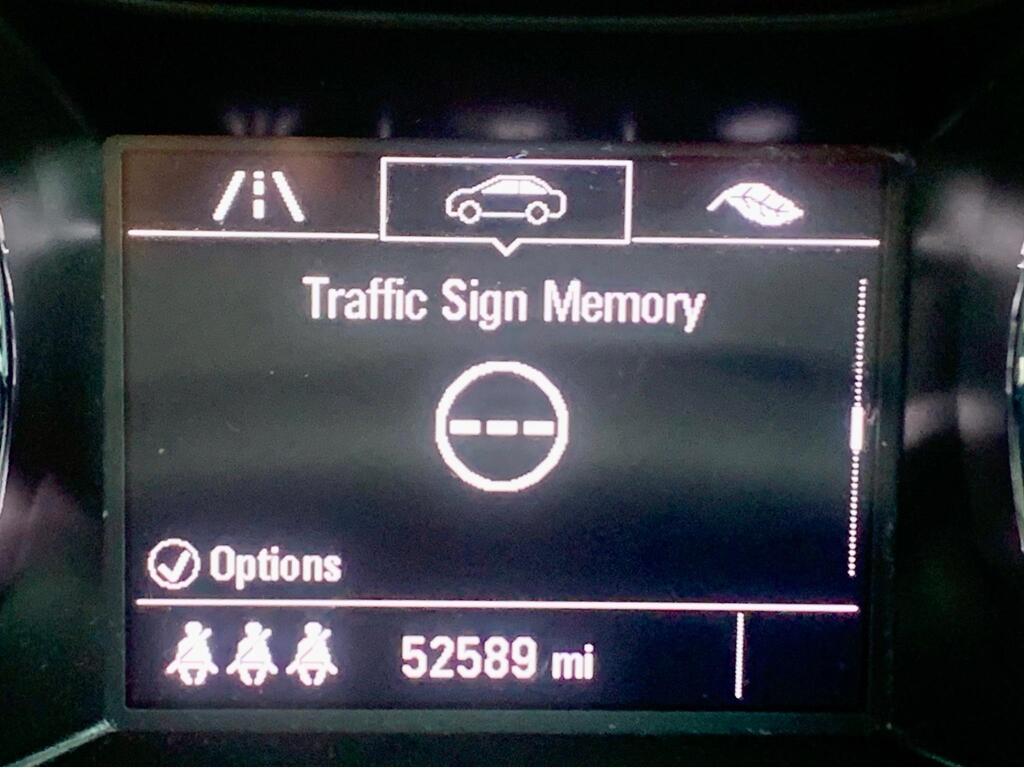 Traffic Sign Memory
Options
52589 mi